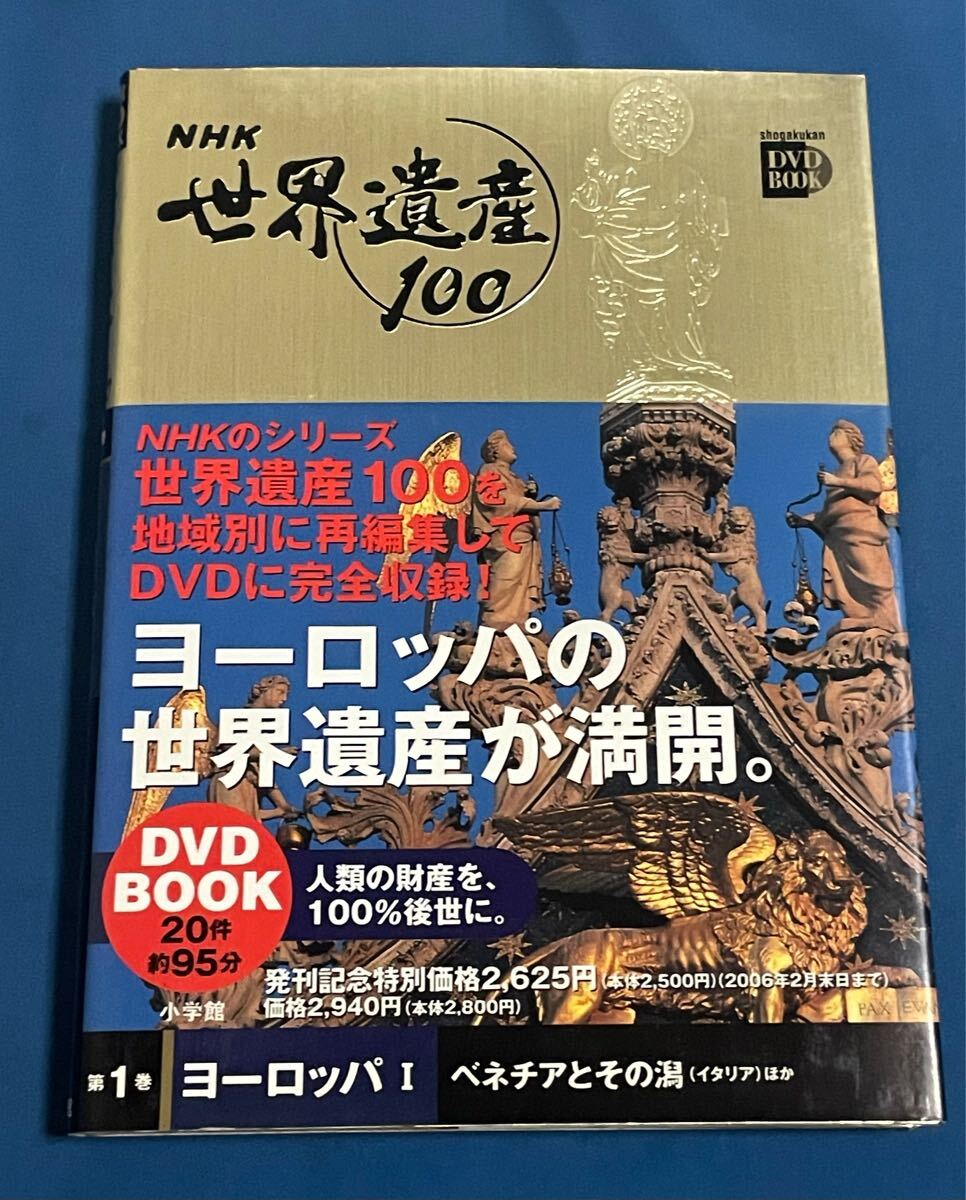 NHK
世界遺産
100
shogakukan
DVD
BOOK
NHKのシリーズ
世界遺産100を
地域別に再編集して
DVDに完全収録!
ヨーロッパの
世界遺産が満開。
DVD
BOOK
20件
約95分
人類の財産を、
100%後世に。
発刊記念特別価格2,625円(本体2,500円)(2006年2月末日まで)
価格2,940円(本体2,800円)
小学館
PAX EVAN
第1巻 ヨーロッパ I ベネチアとその潟(イタリア)ほか